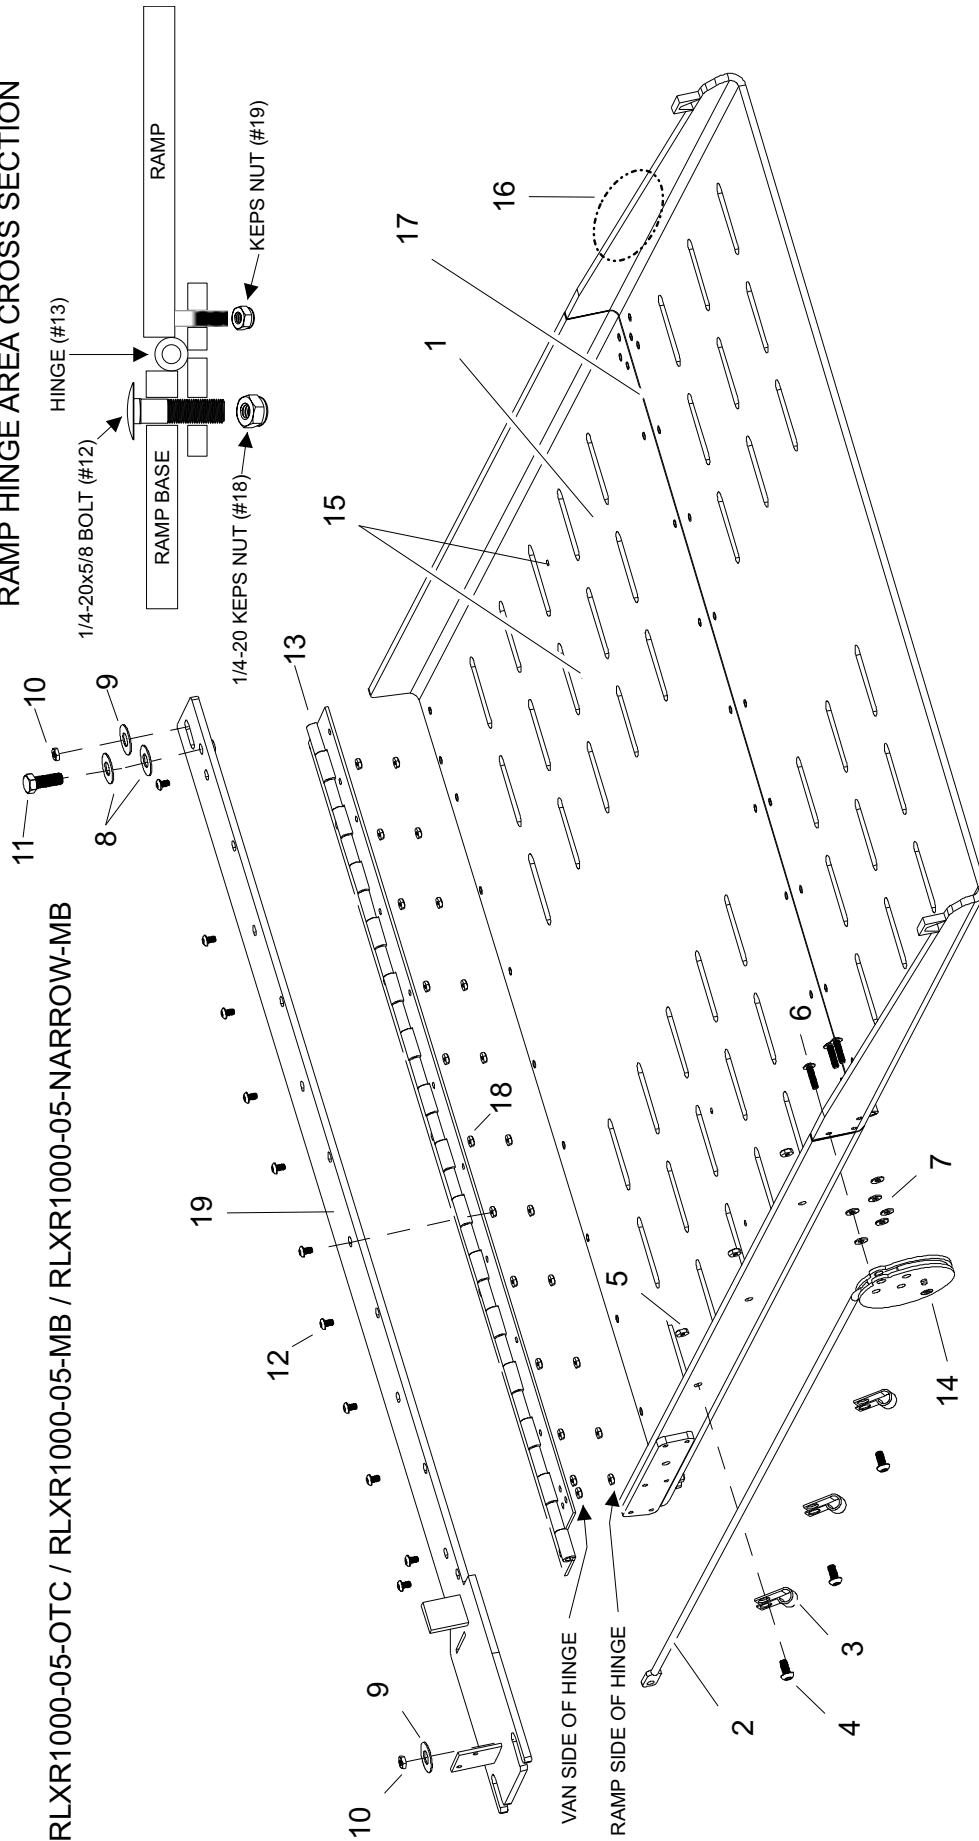 RAMP HINGE AREA CROSS SECTION
HINGE (#13)
1/4-20x5/8 BOLT (#12)
RAMP BASE
RAMP
1/4-20 KEPS NUT (#18)
KEPS NUT (#19)
RLXR1000-05-OTC / RLXR1000-05-MB / RLXR1000-05-NARROW-MB
11
10
8
9
13
15
17
16
1
19
12
18
5
6
7
10
9
VAN SIDE OF HINGE
RAMP SIDE OF HINGE
2
4
3
14